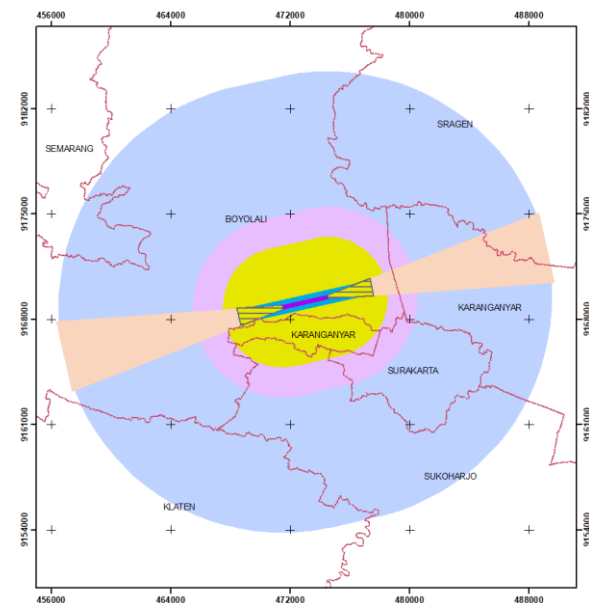 456000 464000 472000 480000 488000
9182000 9182000
SRAGEN
SEMARANG
9175000 9175000
BOYOLALI
KARANGANYAR
9168000 9168000
KARANGANYAR
SURAKARTA
9161000 9161000
SUKOHARJO
KLATEN
9154000 9154000
456000 464000 472000 480000 488000